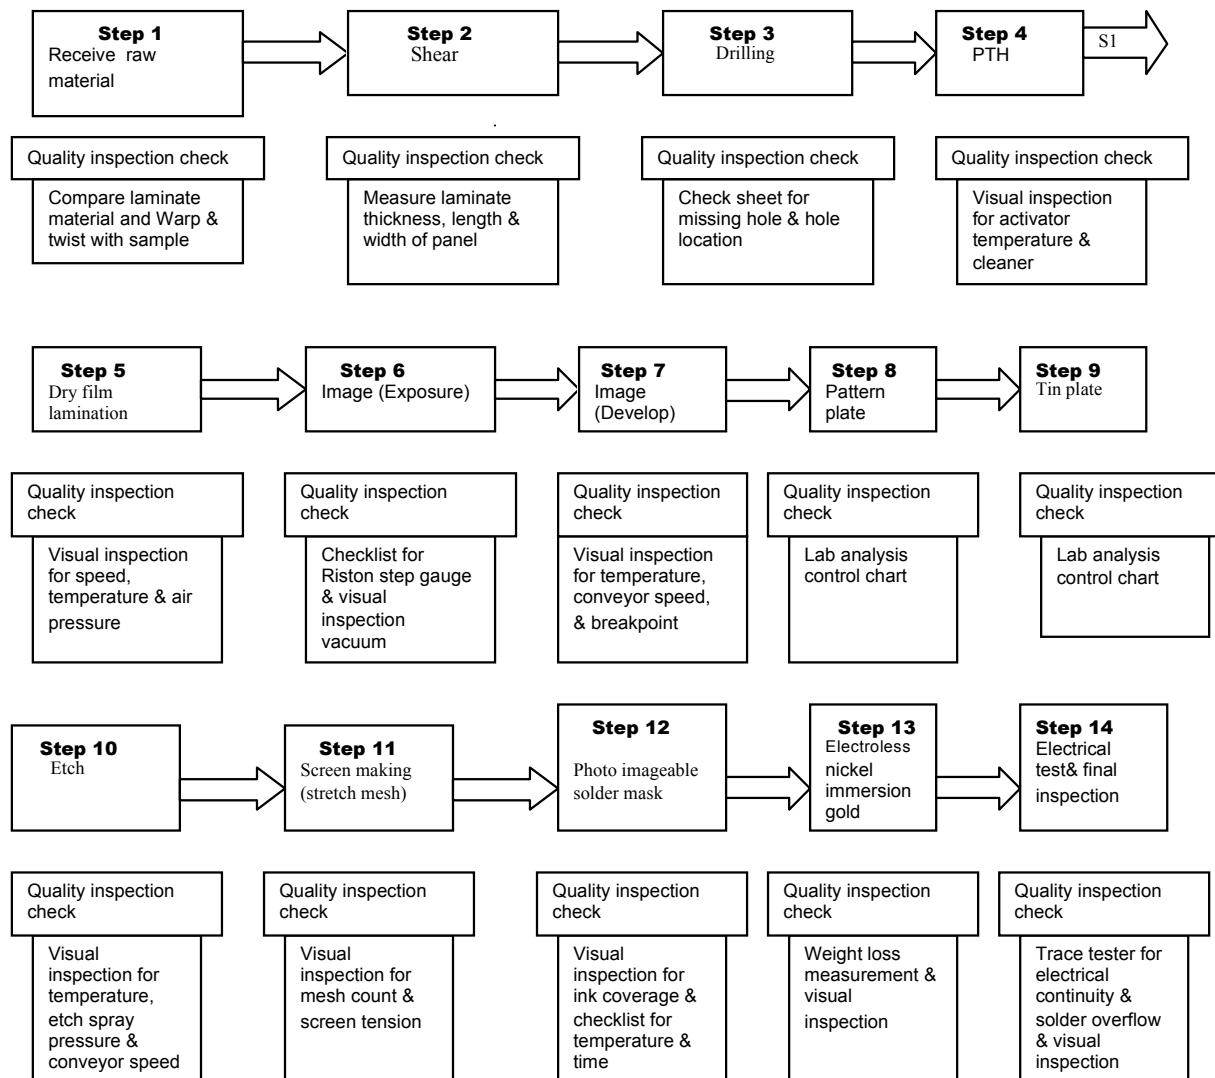 Step 1
Receive raw
material
Step 2
Shear
Step 3
Drilling
Step 4
PTH
S1
Quality inspection check
Compare laminate
material and Warp &
twist with sample
Quality inspection check
Measure laminate
thickness, length &
width of panel
Quality inspection check
Check sheet for
missing hole & hole
location
Quality inspection check
Visual inspection
for activator
temperature &
cleaner
Step 5
Dry film
lamination
Step 6
Image (Exposure)
Step 7
Image
(Develop)
Step 8
Pattern
plate
Step 9
Tin plate
Quality inspection
check
Visual inspection
for speed,
temperature & air
pressure
Quality inspection
check
Checklist for
Riston step gauge
& visual
inspection
vacuum
Quality inspection
check
Visual inspection
for temperature,
conveyor speed,
& breakpoint
Quality inspection
check
Lab analysis
control chart
Quality inspection
check
Lab analysis
control chart
Step 10
Etch
Step 11
Screen making
(stretch mesh)
Step 12
Photo imageable
solder mask
Step 13
Electroless
nickel
immersion
gold
Step 14
Electrical
test& final
inspection
Quality inspection
check
Visual
inspection for
temperature,
etch spray
pressure &
conveyor speed
Quality inspection
check
Visual
inspection for
mesh count &
screen tension
Quality inspection
check
Visual
inspection for
ink coverage &
checklist for
temperature &
time
Quality inspection
check
Weight loss
measurement &
visual
inspection
Quality inspection
check
Trace tester for
electrical
continuity &
solder overflow
& visual
inspection